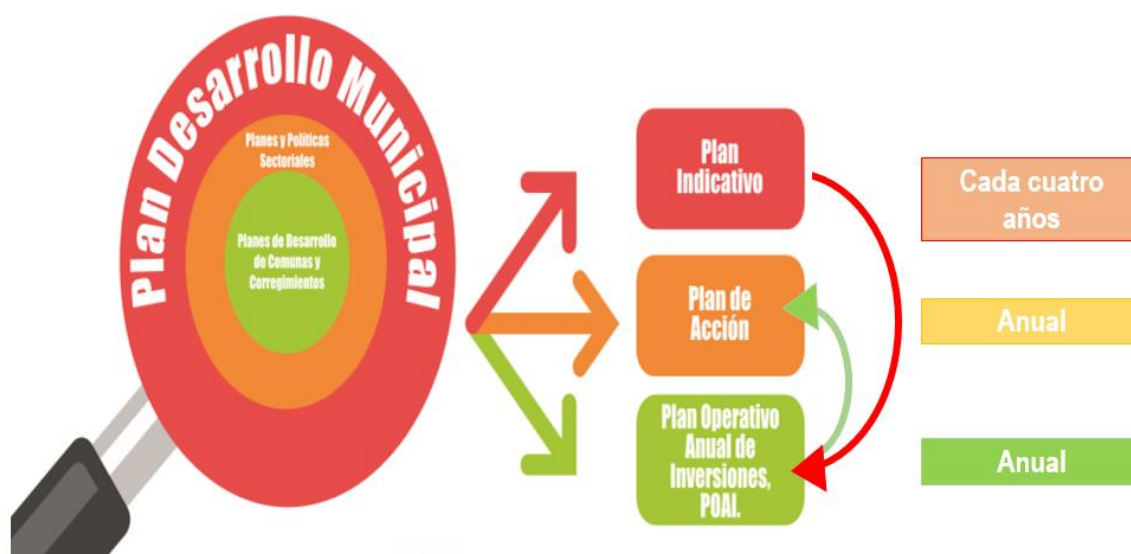 Plan Desarrollo Municipal
Planes y Políticas
Sectoriales
Planes de Desarrollo
de Comunas y
Corregimientos
Plan
Indicativo
Cada cuatro
años
Plan de
Acción
Anual
Plan Operativo
Anual de
Inversiones,
POAI.
Anual